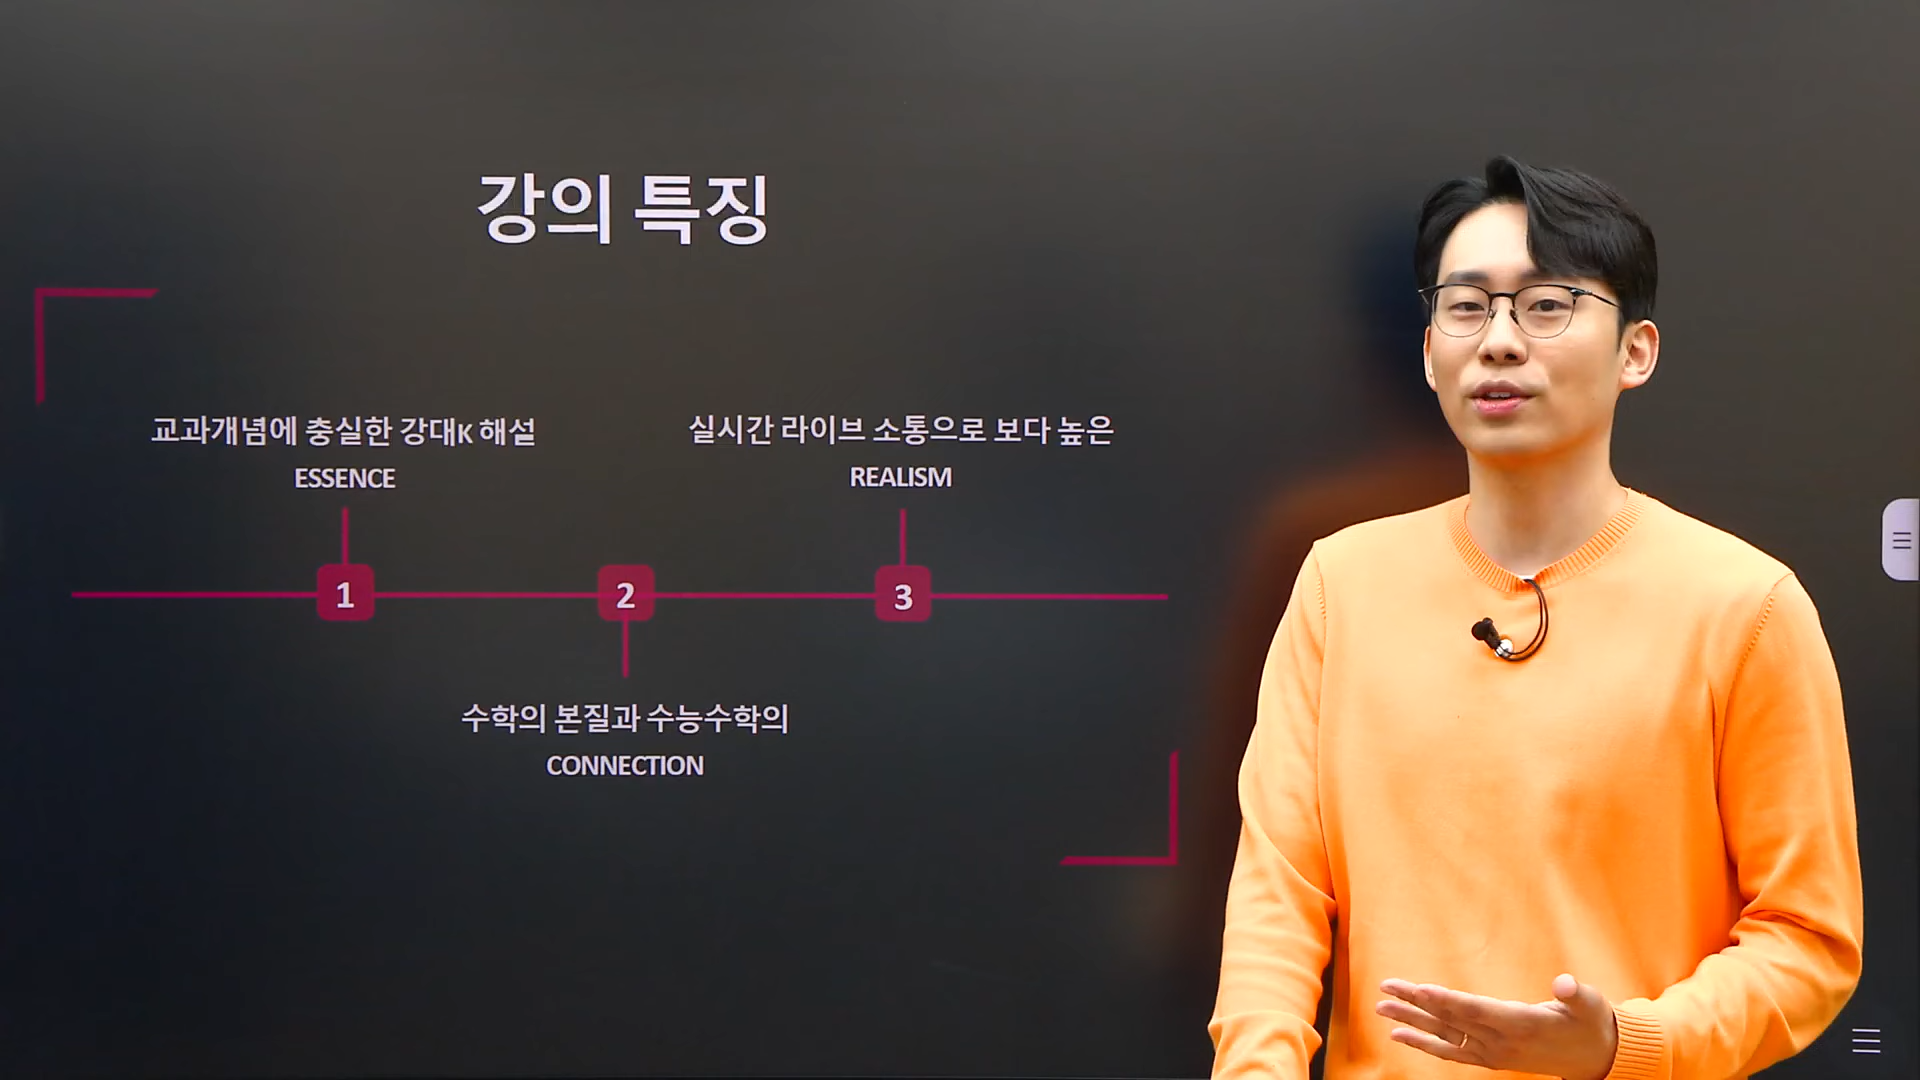 강의 특징
교과개념에 충실한 강대K 해설
ESSENCE
실시간 라이브 소통으로 보다 높은
REALISM
1
2
3
수학의 본질과 수능수학의
CONNECTION